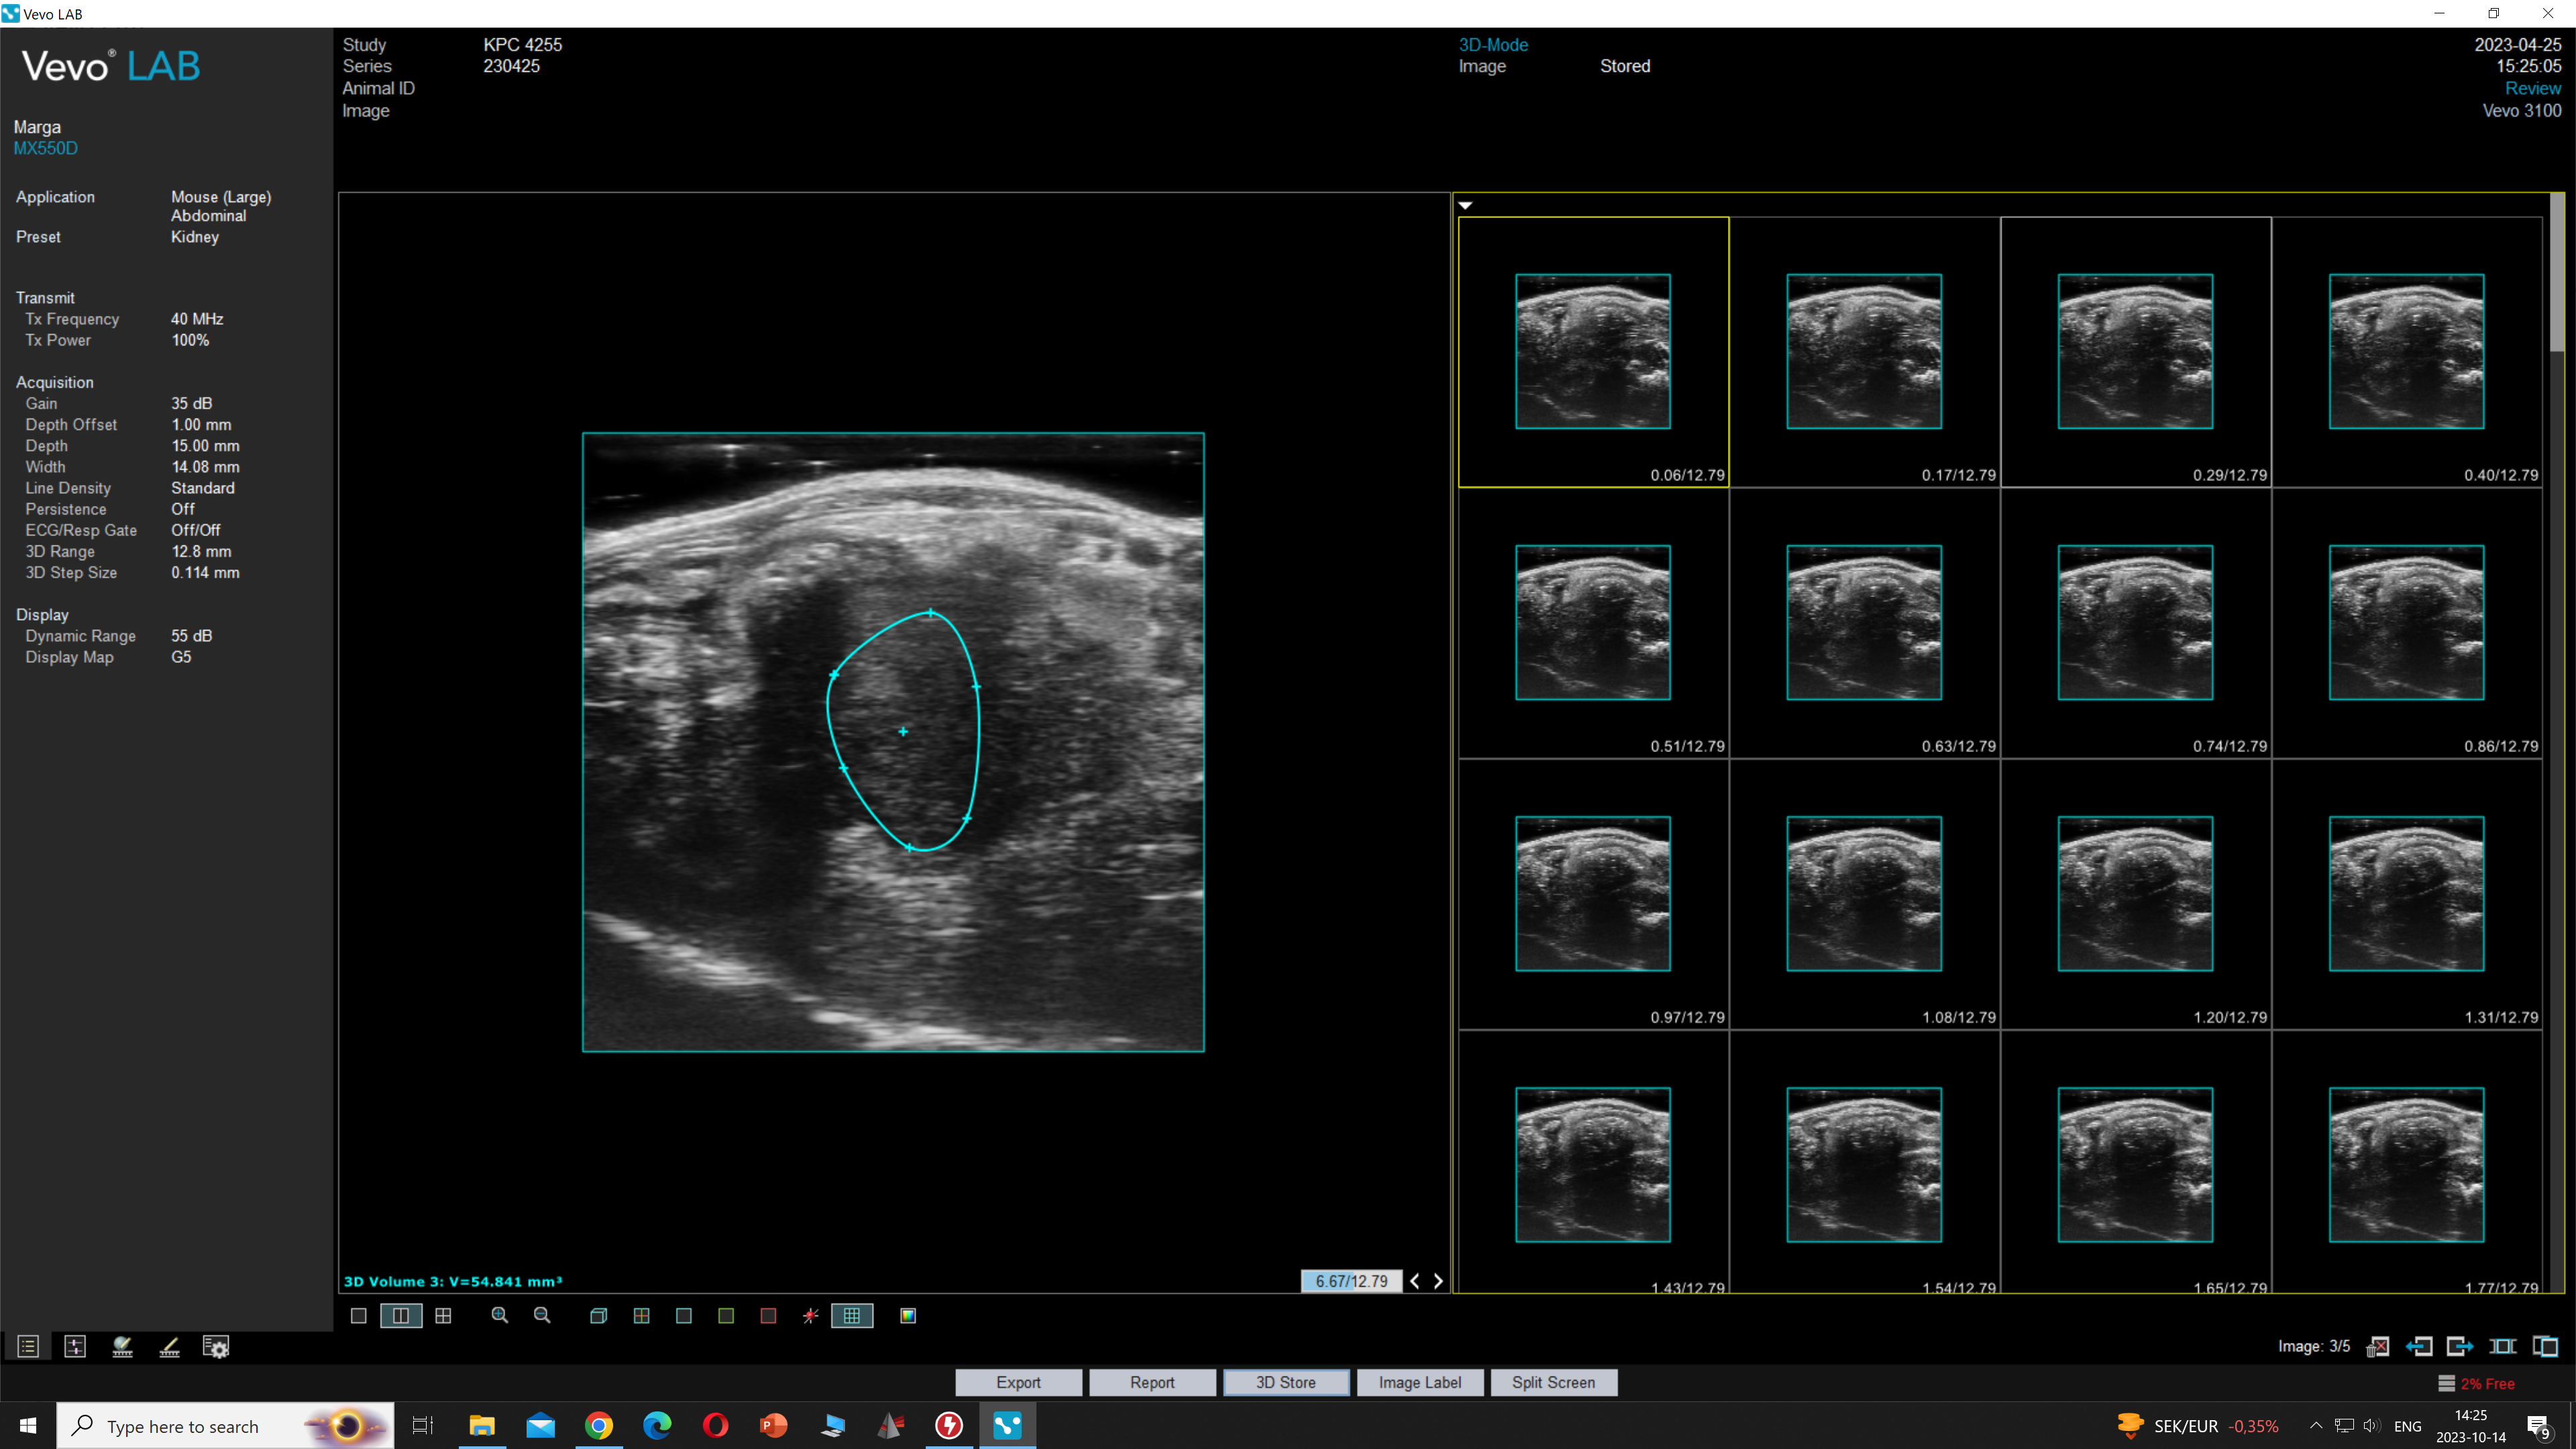 Vevo LAB
Vevo® LAB
Marga
MX550D
Application Mouse (Large)
Abdominal
Preset Kidney
Transmit
Tx Frequency 40 MHz
Tx Power 100%
Acquisition
Gain 35 dB
Depth Offset 1.00 mm
Depth 15.00 mm
Width 14.08 mm
Line Density Standard
Persistence Off
ECG/Resp Gate Off/Off
3D Range 12.8 mm
3D Step Size 0.114 mm
Display
Dynamic Range 55 dB
Display Map G5
Study KPC 4255
Series 230425
Animal ID
Image
3D-Mode
Image Stored
2023-04-25
15:25:05
Review
Vevo 3100
0.06/12.79 0.17/12.79 0.29/12.79 0.40/12.79
0.51/12.79 0.63/12.79 0.74/12.79 0.86/12.79
0.97/12.79 1.08/12.79 1.20/12.79 1.31/12.79
1.43/12.79 1.54/12.79 1.65/12.79 1.77/12.79
3D Volume 3: V=54.841 mm³
6.67/12.79
Image: 3/5
Export Report 3D Store Image Label Split Screen
2% Free
Type here to search
SEK/EUR -0,35%
ENG
14:25
2023-10-14
9